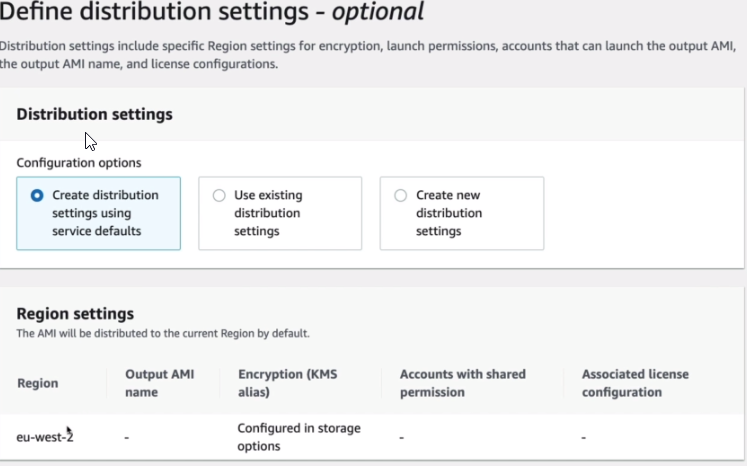 Define distribution settings - optional
Distribution settings include specific Region settings for encryption, launch permissions, accounts that can launch the output AMI,
the output AMI name, and license configurations.
Distribution settings
Configuration options
Create distribution
settings using
service defaults
Use existing
distribution
settings
Create new
distribution
settings
Region settings
The AMI will be distributed to the current Region by default.
Region
Output AMI
name
Encryption (KMS
alias)
Accounts with shared
permission
Associated license
configuration
eu-west-2
-
Configured in storage
options
-
-